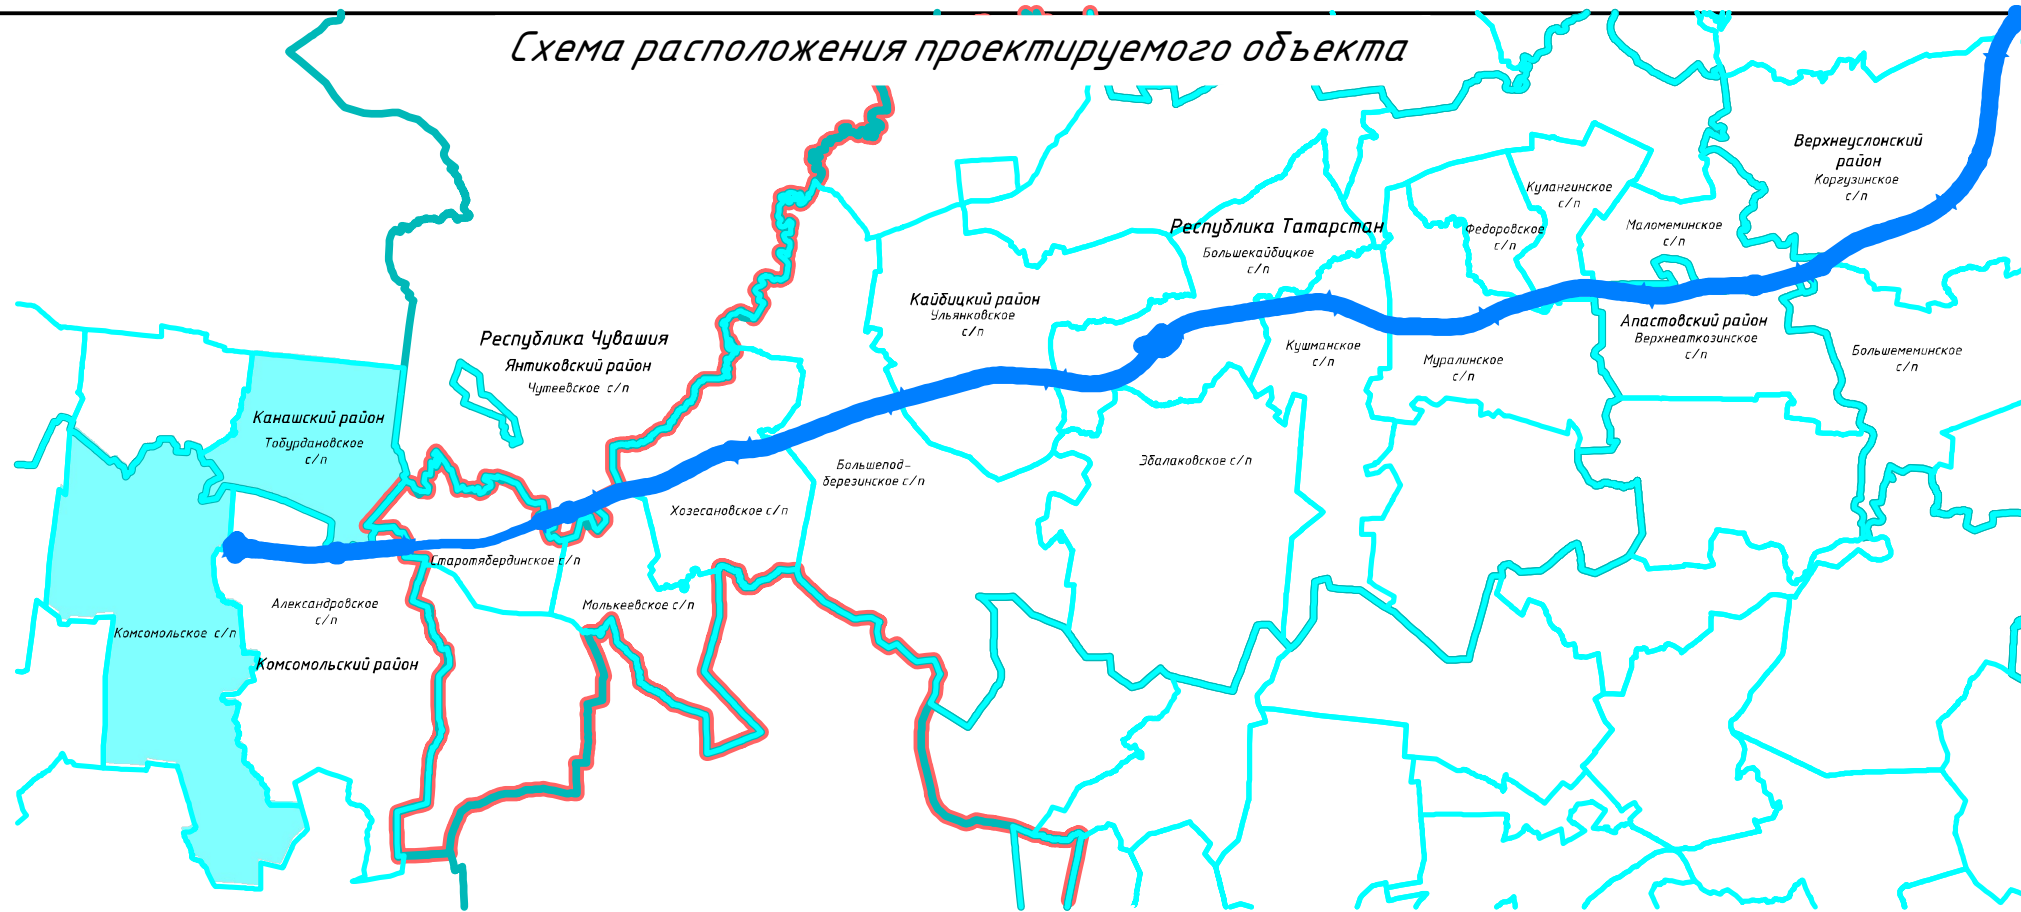 Схема расположения проектируемого объекта
Верхнеуслонский
район
Коргузинское
с/п
Кулангинское
с/п
Республика Татарстан
Большекайбицкое
с/п
Федоровское
с/п
Маломеминское
с/п
Кайбицкий район
Ульянковское
с/п
Республика Чувашия
Янтиковский район
Чутеевское с/п
Кушманское
с/п
Муралинское
с/п
Апастовский район
Верхнеаткозинское
с/п
Большемеминское
с/п
Канашский район
Тобурдановское
с/п
Большепод-
березинское с/п
Эбалаковское с/п
Хозесановское с/п
Старотябердинское с/п
Александровское
с/п
Молькеевское с/п
Комсомольское с/п
Комсомольский район